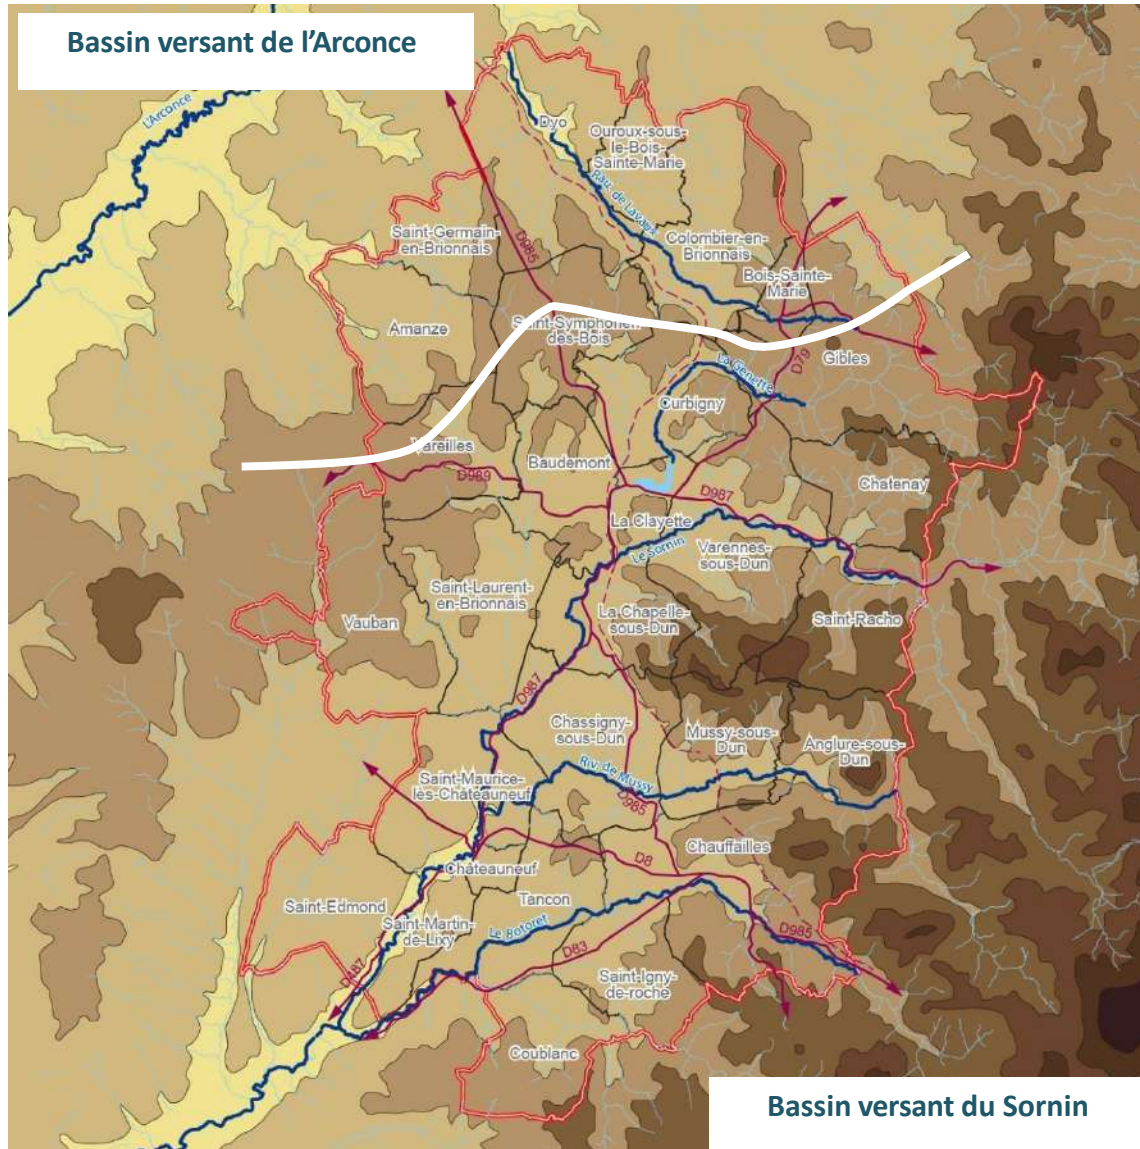 Bassin versant de l'Arconce
L'Arconce
Dyo
Ouroux-sous-
le-Bois-
Sainte-Marie
Saint-Germain-
en-Brionnais
D985
Colombier-en-
Brionnais
Bois-Sainte-
Marie
Amanze
Saint-Symphorien-
des-Bois
Gibles
D79
La Genette
Curbigny
Vareilles
Baudemont
D989
D987
Chatenay
La Clayette
Le Sornin
Varennes-
sous-Dun
Saint-Laurent-
en-Brionnais
La Chapelle-
sous-Dun
Saint-Racho
Vauban
D987
Chassigny-
sous-Dun
Mussy-sous-
Dun
Anglure-sous-
Dun
Riv. de Mussy
Saint-Maurice-
lès-Châteauneuf
D985
Chauffailles
D8
Châteauneuf
Tancon
Saint-Edmond
Saint-Martin-
de-Lixy
Le Botoret
D83
D985
D487
Saint-Igny-
de-roche
Coublanc
Bassin versant du Sornin